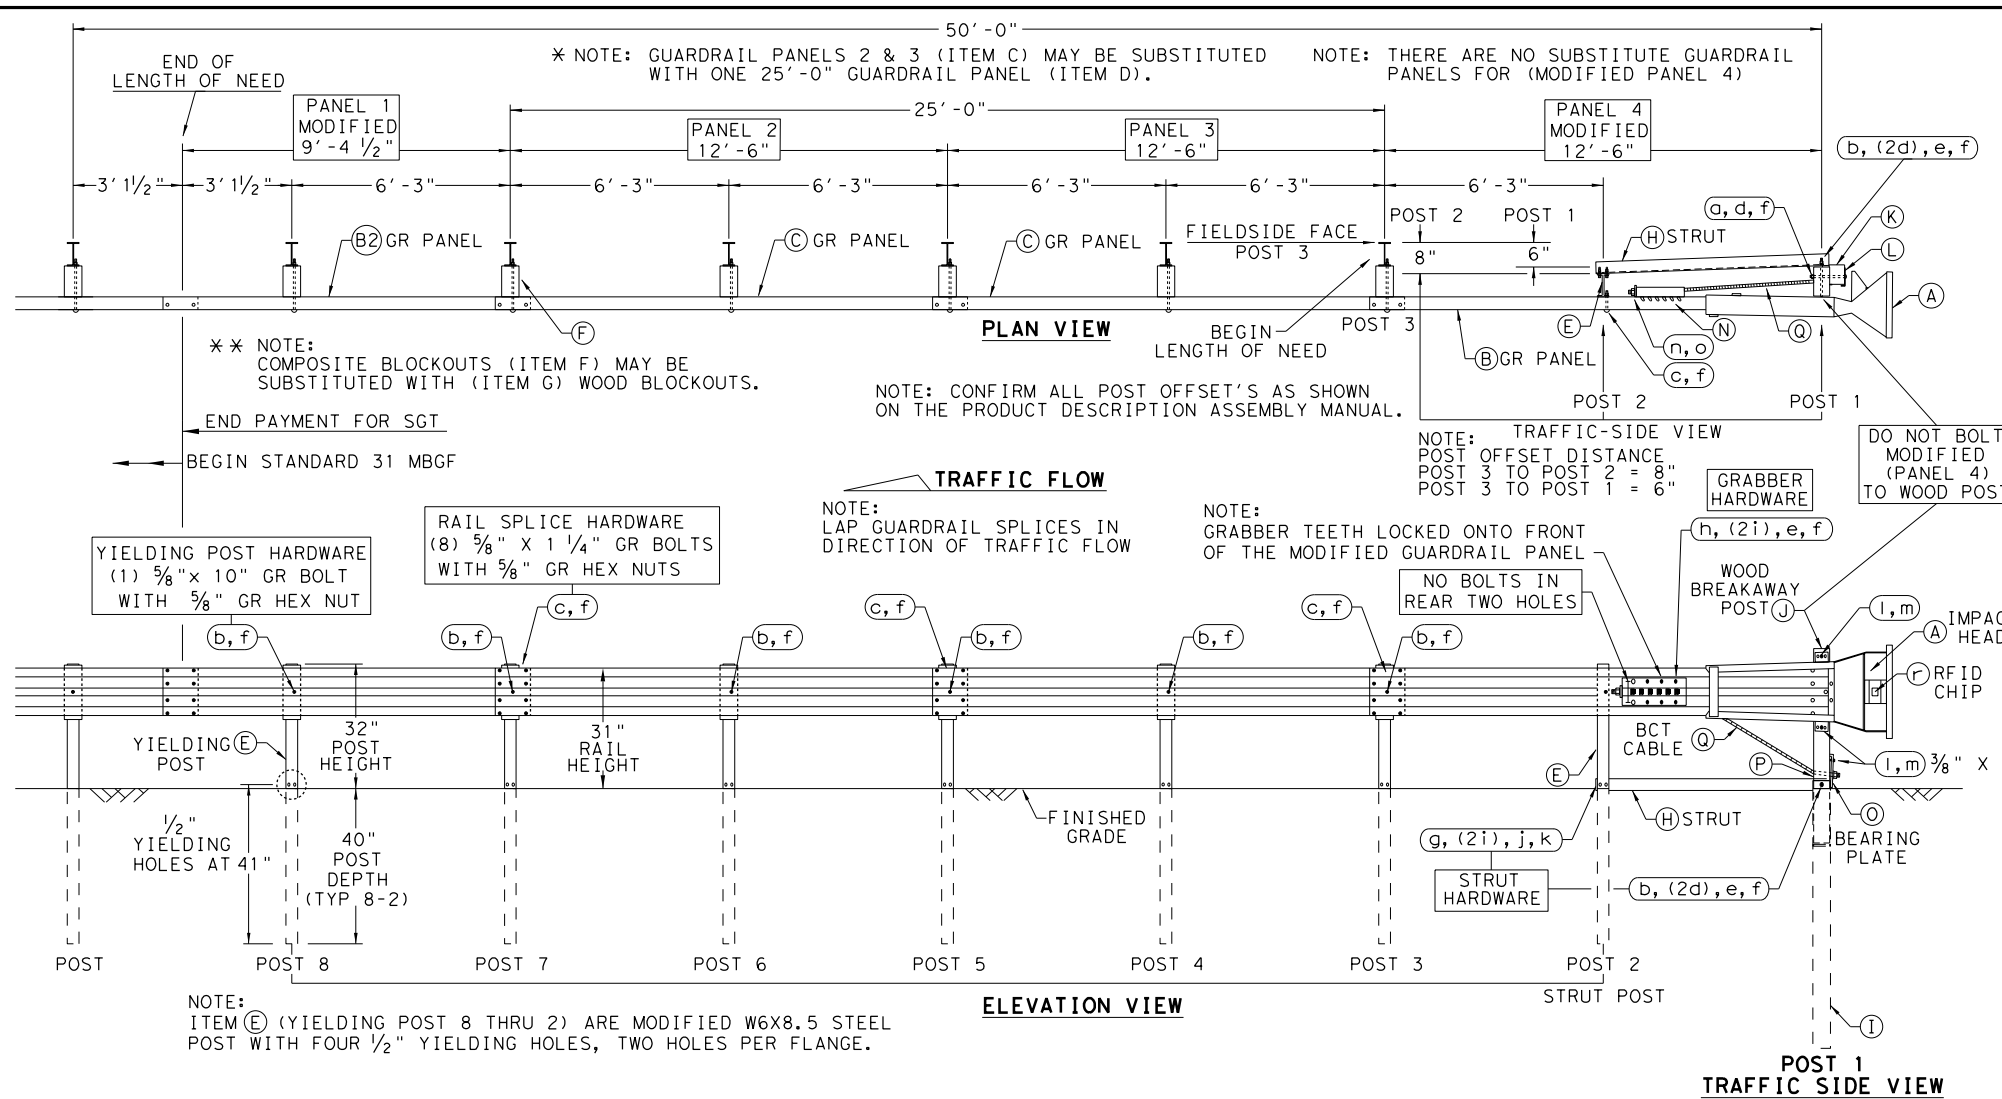 50'-0"
* NOTE: GUARDRAIL PANELS 2 & 3 (ITEM C) MAY BE SUBSTITUTED
WITH ONE 25'-0" GUARDRAIL PANEL (ITEM D).
NOTE: THERE ARE NO SUBSTITUTE GUARDRAIL
PANELS FOR (MODIFIED PANEL 4)
END OF
LENGTH OF NEED
PANEL 1
MODIFIED
9'-4 1/2"
25'-0"
PANEL 2
12'-6"
PANEL 3
12'-6"
PANEL 4
MODIFIED
12'-6"
b, (2d), e, f
3' 1 1/2"
3' 1 1/2"
6'-3"
6'-3"
6'-3"
6'-3"
6'-3"
6'-3"
POST 2
POST 1
a, d, f
K
B2 GR PANEL
C GR PANEL
C GR PANEL
FIELDSIDE FACE
POST 3
8"
6"
H STRUT
L
A
F
PLAN VIEW
BEGIN
LENGTH OF NEED
POST 3
E
N
Q
n, o
B GR PANEL
c, f
** NOTE:
COMPOSITE BLOCKOUTS (ITEM F) MAY BE
SUBSTITUTED WITH (ITEM G) WOOD BLOCKOUTS.
NOTE: CONFIRM ALL POST OFFSET'S AS SHOWN
ON THE PRODUCT DESCRIPTION ASSEMBLY MANUAL.
POST 2
POST 1
END PAYMENT FOR SGT
BEGIN STANDARD 31 MBGF
TRAFFIC-SIDE VIEW
NOTE:
POST OFFSET DISTANCE
POST 3 TO POST 2 = 8"
POST 3 TO POST 1 = 6"
DO NOT BOLT
MODIFIED
(PANEL 4)
TO WOOD POST
TRAFFIC FLOW
NOTE:
LAP GUARDRAIL SPLICES IN
DIRECTION OF TRAFFIC FLOW
GRABBER
HARDWARE
NOTE:
GRABBER TEETH LOCKED ONTO FRONT
OF THE MODIFIED GUARDRAIL PANEL
h, (2i), e, f
YIELDING POST HARDWARE
(1) 5/8"x 10" GR BOLT
WITH 5/8" GR HEX NUT
RAIL SPLICE HARDWARE
(8) 5/8" X 1 1/4" GR BOLTS
WITH 5/8" GR HEX NUTS
NO BOLTS IN
REAR TWO HOLES
WOOD
BREAKAWAY
POST J
l, m
A IMPAC
HEAD
r RFID
CHIP
c, f
c, f
c, f
b, f
b, f
b, f
b, f
b, f
b, f
YIELDING E
POST
32"
POST
HEIGHT
31"
RAIL
HEIGHT
BCT
CABLE
Q
E
P
l, m 3/8" X
1/2"
YIELDING
HOLES AT 41"
40"
POST
DEPTH
(TYP 8-2)
FINISHED
GRADE
H STRUT
O
BEARING
PLATE
g, (2i), j, k
STRUT
HARDWARE
b, (2d), e, f
POST
POST 8
POST 7
POST 6
POST 5
POST 4
POST 3
POST 2
STRUT POST
ELEVATION VIEW
NOTE:
ITEM E (YIELDING POST 8 THRU 2) ARE MODIFIED W6X8.5 STEEL
POST WITH FOUR 1/2" YIELDING HOLES, TWO HOLES PER FLANGE.
I
POST 1
TRAFFIC SIDE VIEW